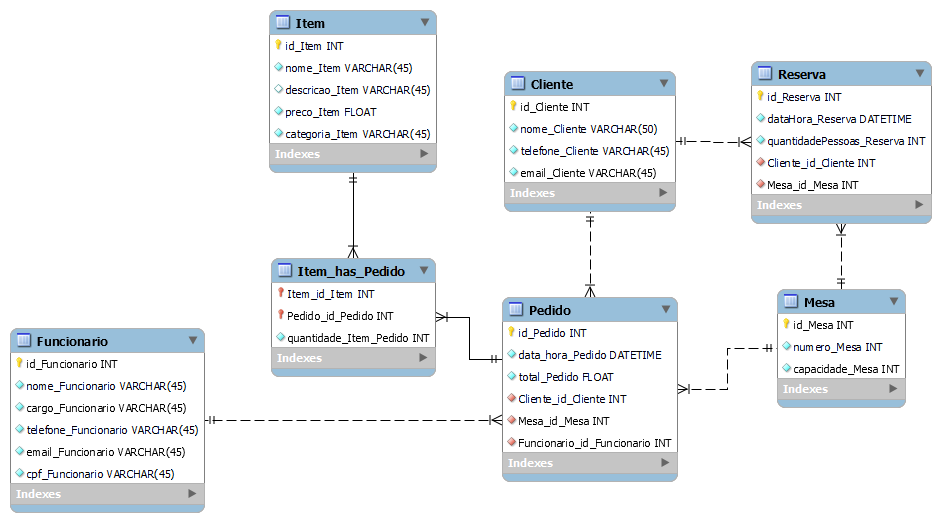 Item
id_Item INT
nome_Item VARCHAR(45)
descricao_Item VARCHAR(45)
preco_Item FLOAT
categoria_Item VARCHAR(45)
Indexes
Cliente
id_Cliente INT
nome_Cliente VARCHAR(50)
telefone_Cliente VARCHAR(45)
email_Cliente VARCHAR(45)
Indexes
Reserva
id_Reserva INT
dataHora_Reserva DATETIME
quantidadePessoas_Reserva INT
Cliente_id_Cliente INT
Mesa_id_Mesa INT
Indexes
Item_has_Pedido
Item_id_Item INT
Pedido_id_Pedido INT
quantidade_Item_Pedido INT
Indexes
Pedido
id_Pedido INT
data_hora_Pedido DATETIME
total_Pedido FLOAT
Cliente_id_Cliente INT
Mesa_id_Mesa INT
Funcionario_id_Funcionario INT
Indexes
Mesa
id_Mesa INT
numero_Mesa INT
capacidade_Mesa INT
Indexes
Funcionario
id_Funcionario INT
nome_Funcionario VARCHAR(45)
cargo_Funcionario VARCHAR(45)
telefone_Funcionario VARCHAR(45)
email_Funcionario VARCHAR(45)
cpf_Funcionario VARCHAR(45)
Indexes